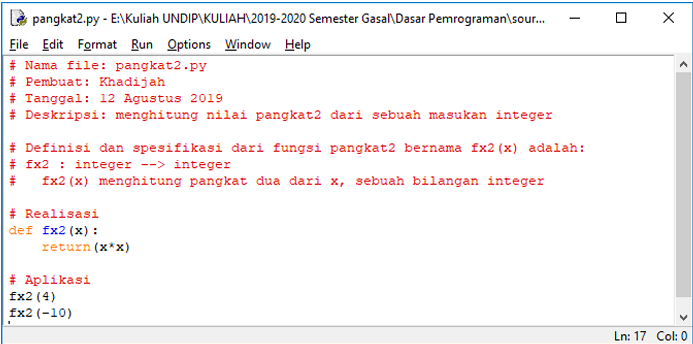 pangkat2.py - E:\Kuliah UNDIP\KULIAH\2019-2020 Semester Gasal\Dasar Pemrograman\sour...
File Edit Format Run Options Window Help
# Nama file: pangkat2.py
# Pembuat: Khadijah
# Tanggal: 12 Agustus 2019
# Deskripsi: menghitung nilai pangkat2 dari sebuah masukan integer
# Definisi dan spesifikasi dari fungsi pangkat2 bernama fx2(x) adalah:
# fx2 : integer --> integer
#   fx2(x) menghitung pangkat dua dari x, sebuah bilangan integer
# Realisasi
def fx2(x):
    return(x*x)
# Aplikasi
fx2(4)
fx2(-10)
Ln: 17 Col: 0